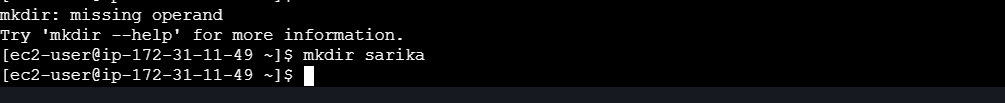 mkdir: missing operand
Try 'mkdir --help' for more information.
[ec2-user@ip-172-31-11-49 ~]$ mkdir sarika
[ec2-user@ip-172-31-11-49 ~]$